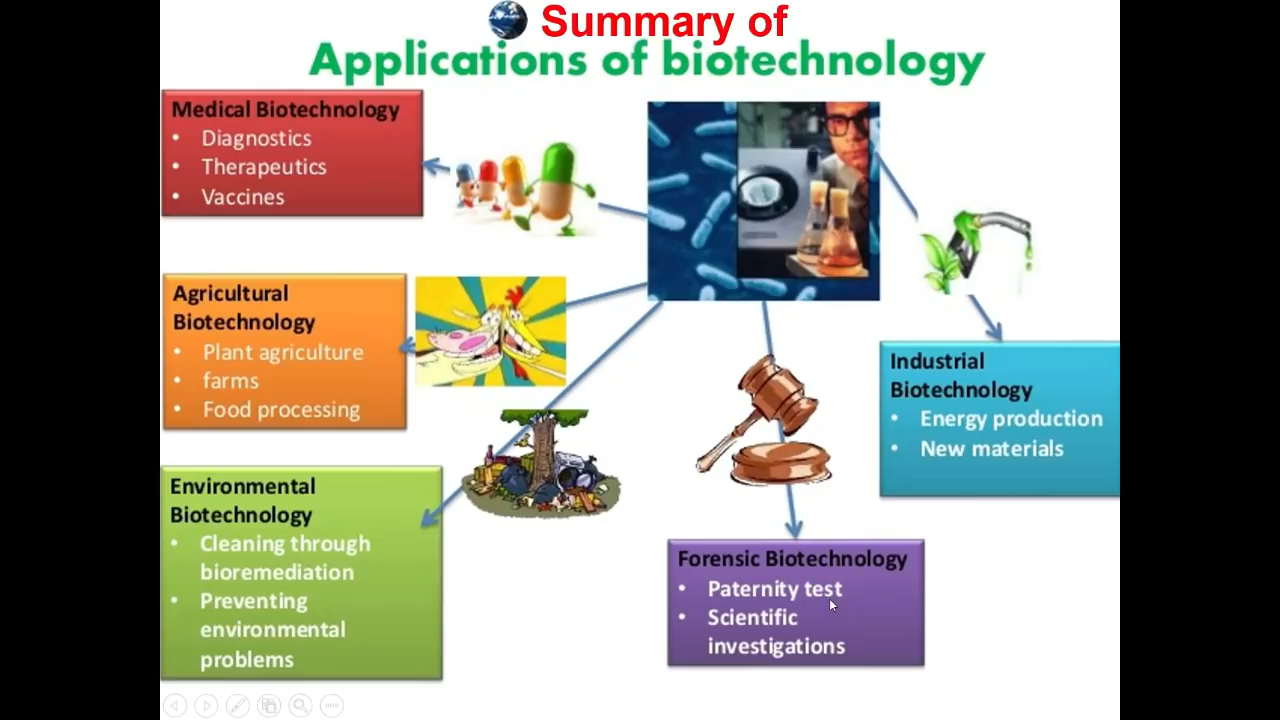 Summary of
Applications of biotechnology
Medical Biotechnology
• Diagnostics
• Therapeutics
• Vaccines
Agricultural
Biotechnology
• Plant agriculture
• farms
• Food processing
Environmental
Biotechnology
• Cleaning through
bioremediation
• Preventing
environmental
problems
Forensic Biotechnology
• Paternity test
• Scientific
investigations
Industrial
Biotechnology
• Energy production
• New materials